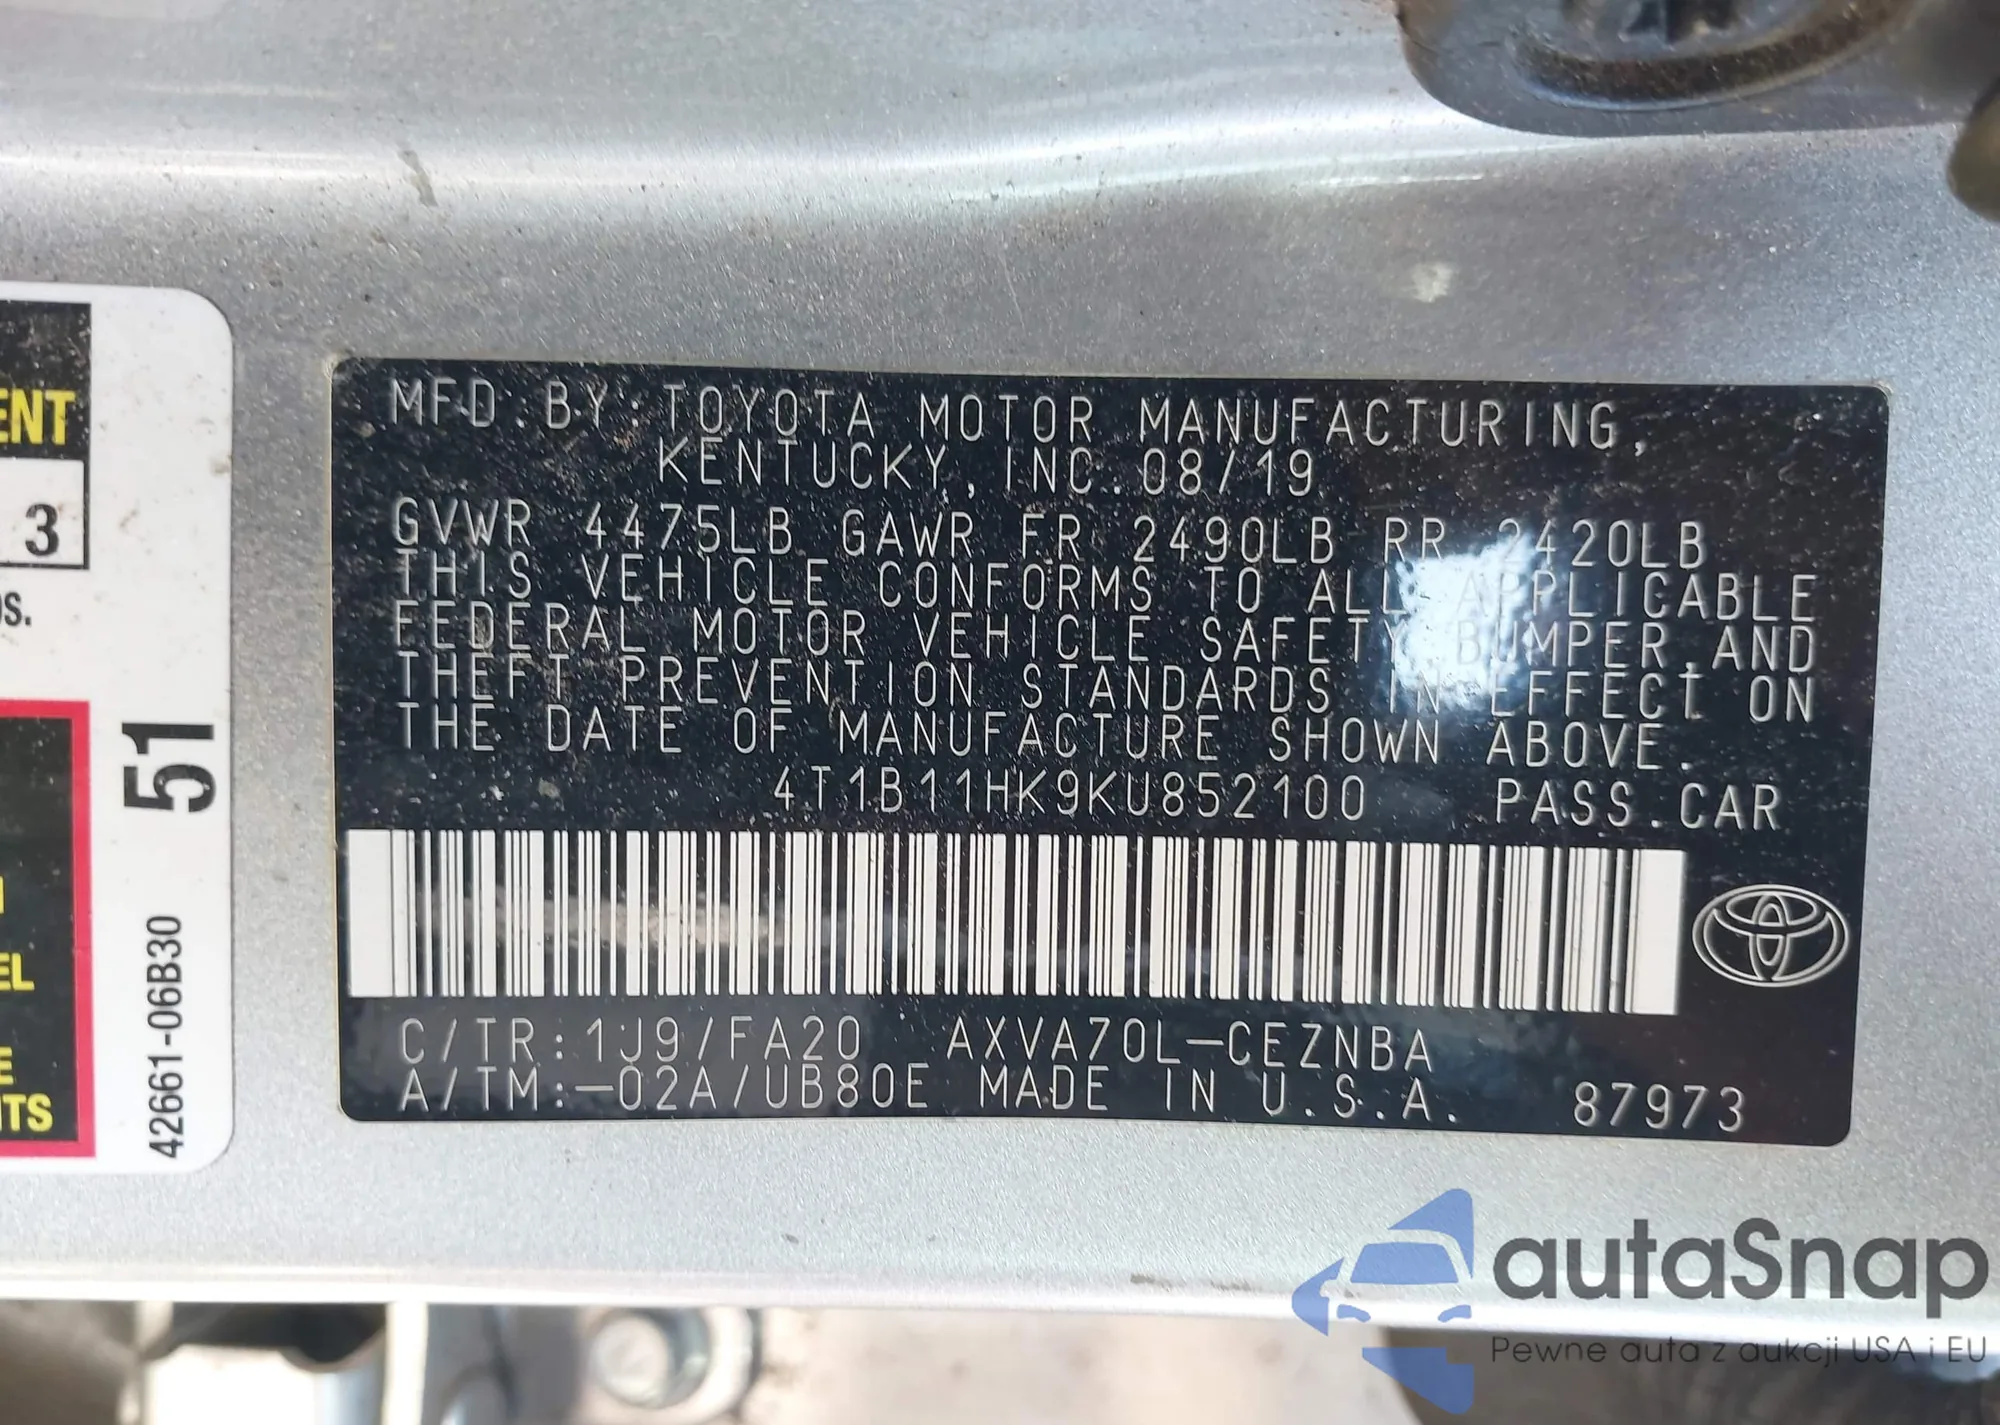 ENT
3
DS.
51
42661-06B30
EL
E
NTS
MFD BY TOYOTA MOTOR MANUFACTURING,
KENTUCKY, INC. 08/19
GVWR 4475LB GAWR FR 2490LB RR 2420LB
THIS VEHICLE CONFORMS TO ALL APPLICABLE
FEDERAL MOTOR VEHICLE SAFETY, BUMPER, AND
THEFT PREVENTION STANDARDS IN EFFECT ON
THE DATE OF MANUFACTURE SHOWN ABOVE.
4T1B11HK9KU852100 PASS.CAR
C/TR:1J9/FA20 AXVA70L-CEZNBA
A/TM:-02A/UB80E MADE IN U.S.A. 87973
autaSnap
Pewne auta z aukcji USA i EU